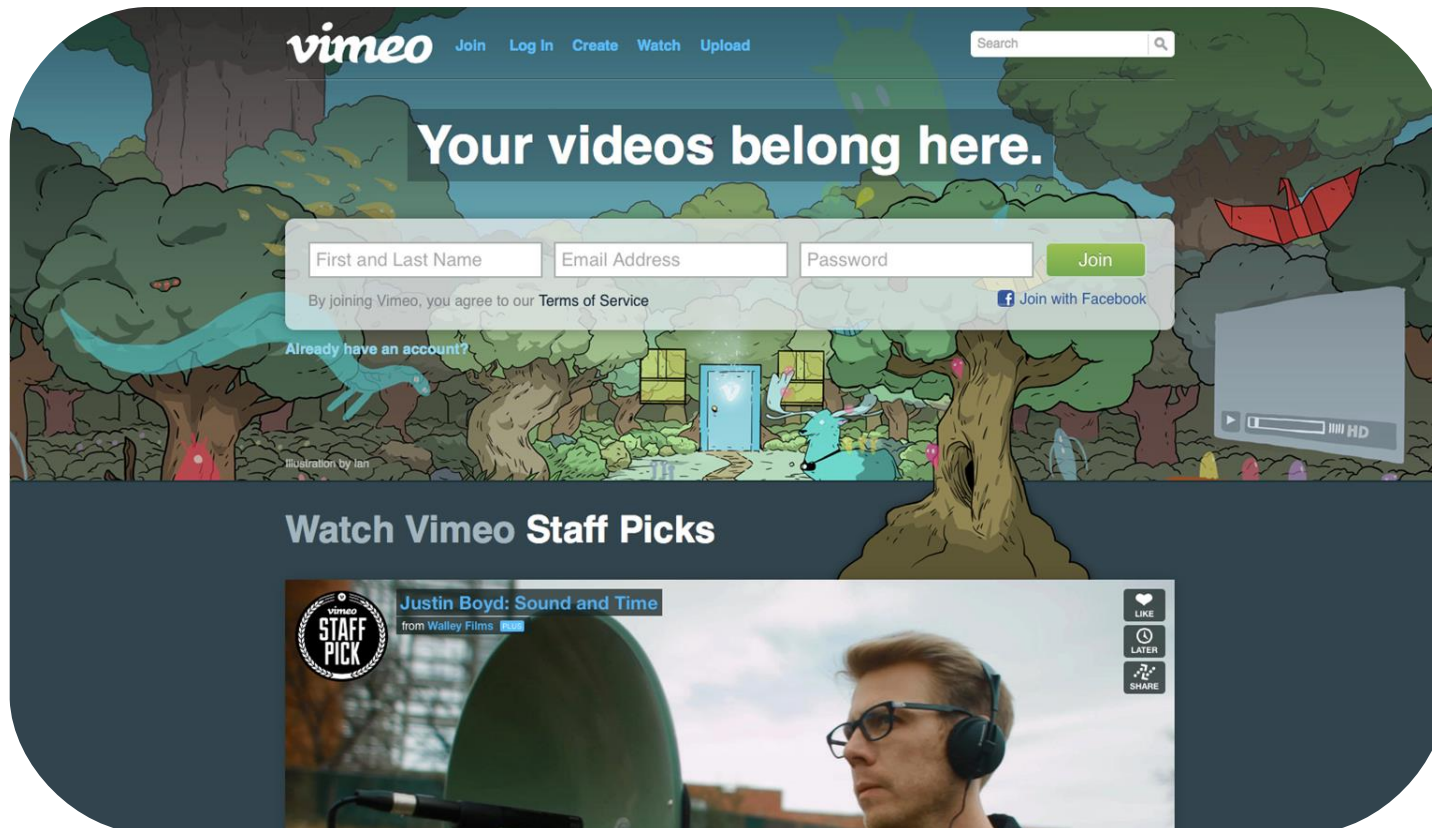 vimeo Join Log In Create Watch Upload Search
Your videos belong here.
First and Last Name Email Address Password Join
By joining Vimeo, you agree to our Terms of Service f Join with Facebook
Already have an account?
HD
Illustration by Ian
Watch Vimeo Staff Picks
vimeo
STAFF
PICK
Justin Boyd: Sound and Time
from Walley Films PLUS
LIKE
LATER
SHARE